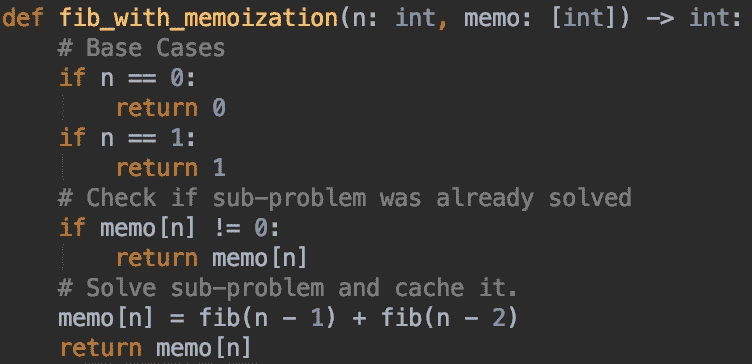 def fib_with_memoization(n: int, memo: [int]) -> int:
    # Base Cases
    if n == 0:
        return 0
    if n == 1:
        return 1
    # Check if sub-problem was already solved
    if memo[n] != 0:
        return memo[n]
    # Solve sub-problem and cache it.
    memo[n] = fib(n - 1) + fib(n - 2)
    return memo[n]